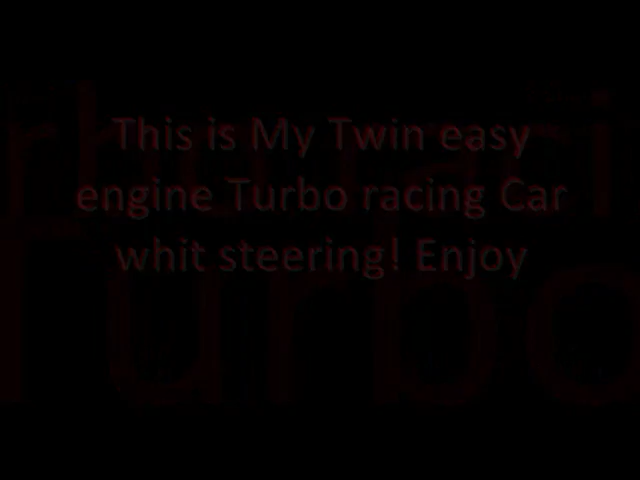 This is My Twin easy
engine Turbo racing Car
whit steering! Enjoy